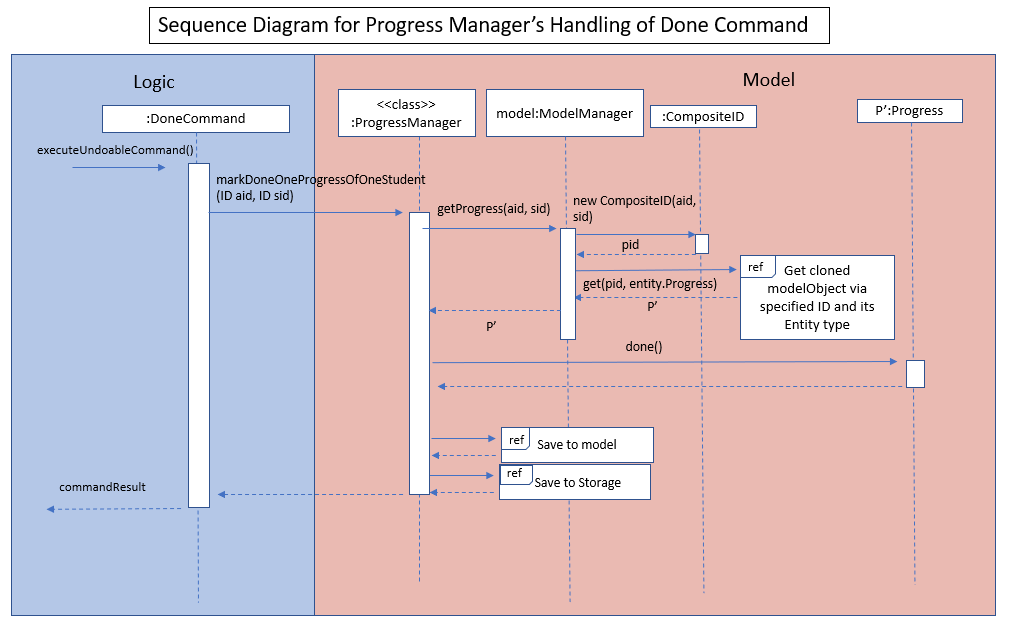 Sequence Diagram for Progress Manager’s Handling of Done Command
Logic
Model
:DoneCommand
<<class>>
:ProgressManager
model:ModelManager
:CompositeID
P’:Progress
executeUndoableCommand()
markDoneOneProgressOfOneStudent
(ID aid, ID sid)
getProgress(aid, sid)
new CompositeID(aid,
sid)
pid
ref
Get cloned
modelObject via
specified ID and its
Entity type
get(pid, entity.Progress)
P’
P’
done()
ref
Save to model
ref
Save to Storage
commandResult